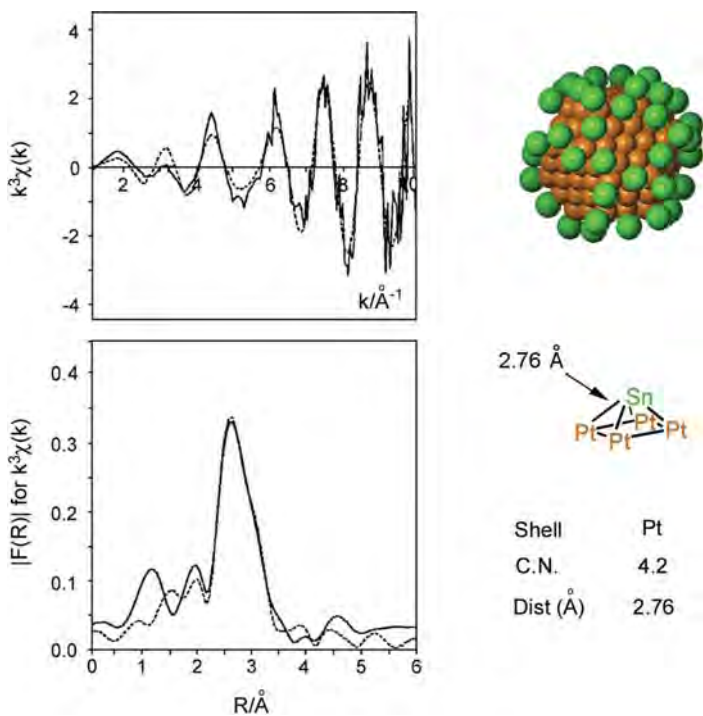 4
2
0
-2
-4
2 4 6 8 10
k³χ(k)
k/Å⁻¹
0.4
0.3
0.2
0.1
0.0
0 1 2 3 4 5 6
|F(R)| for k³χ(k)
R/Å
2.76 Å
Sn
Pt Pt Pt Pt
Shell Pt
C.N. 4.2
Dist (Å) 2.76